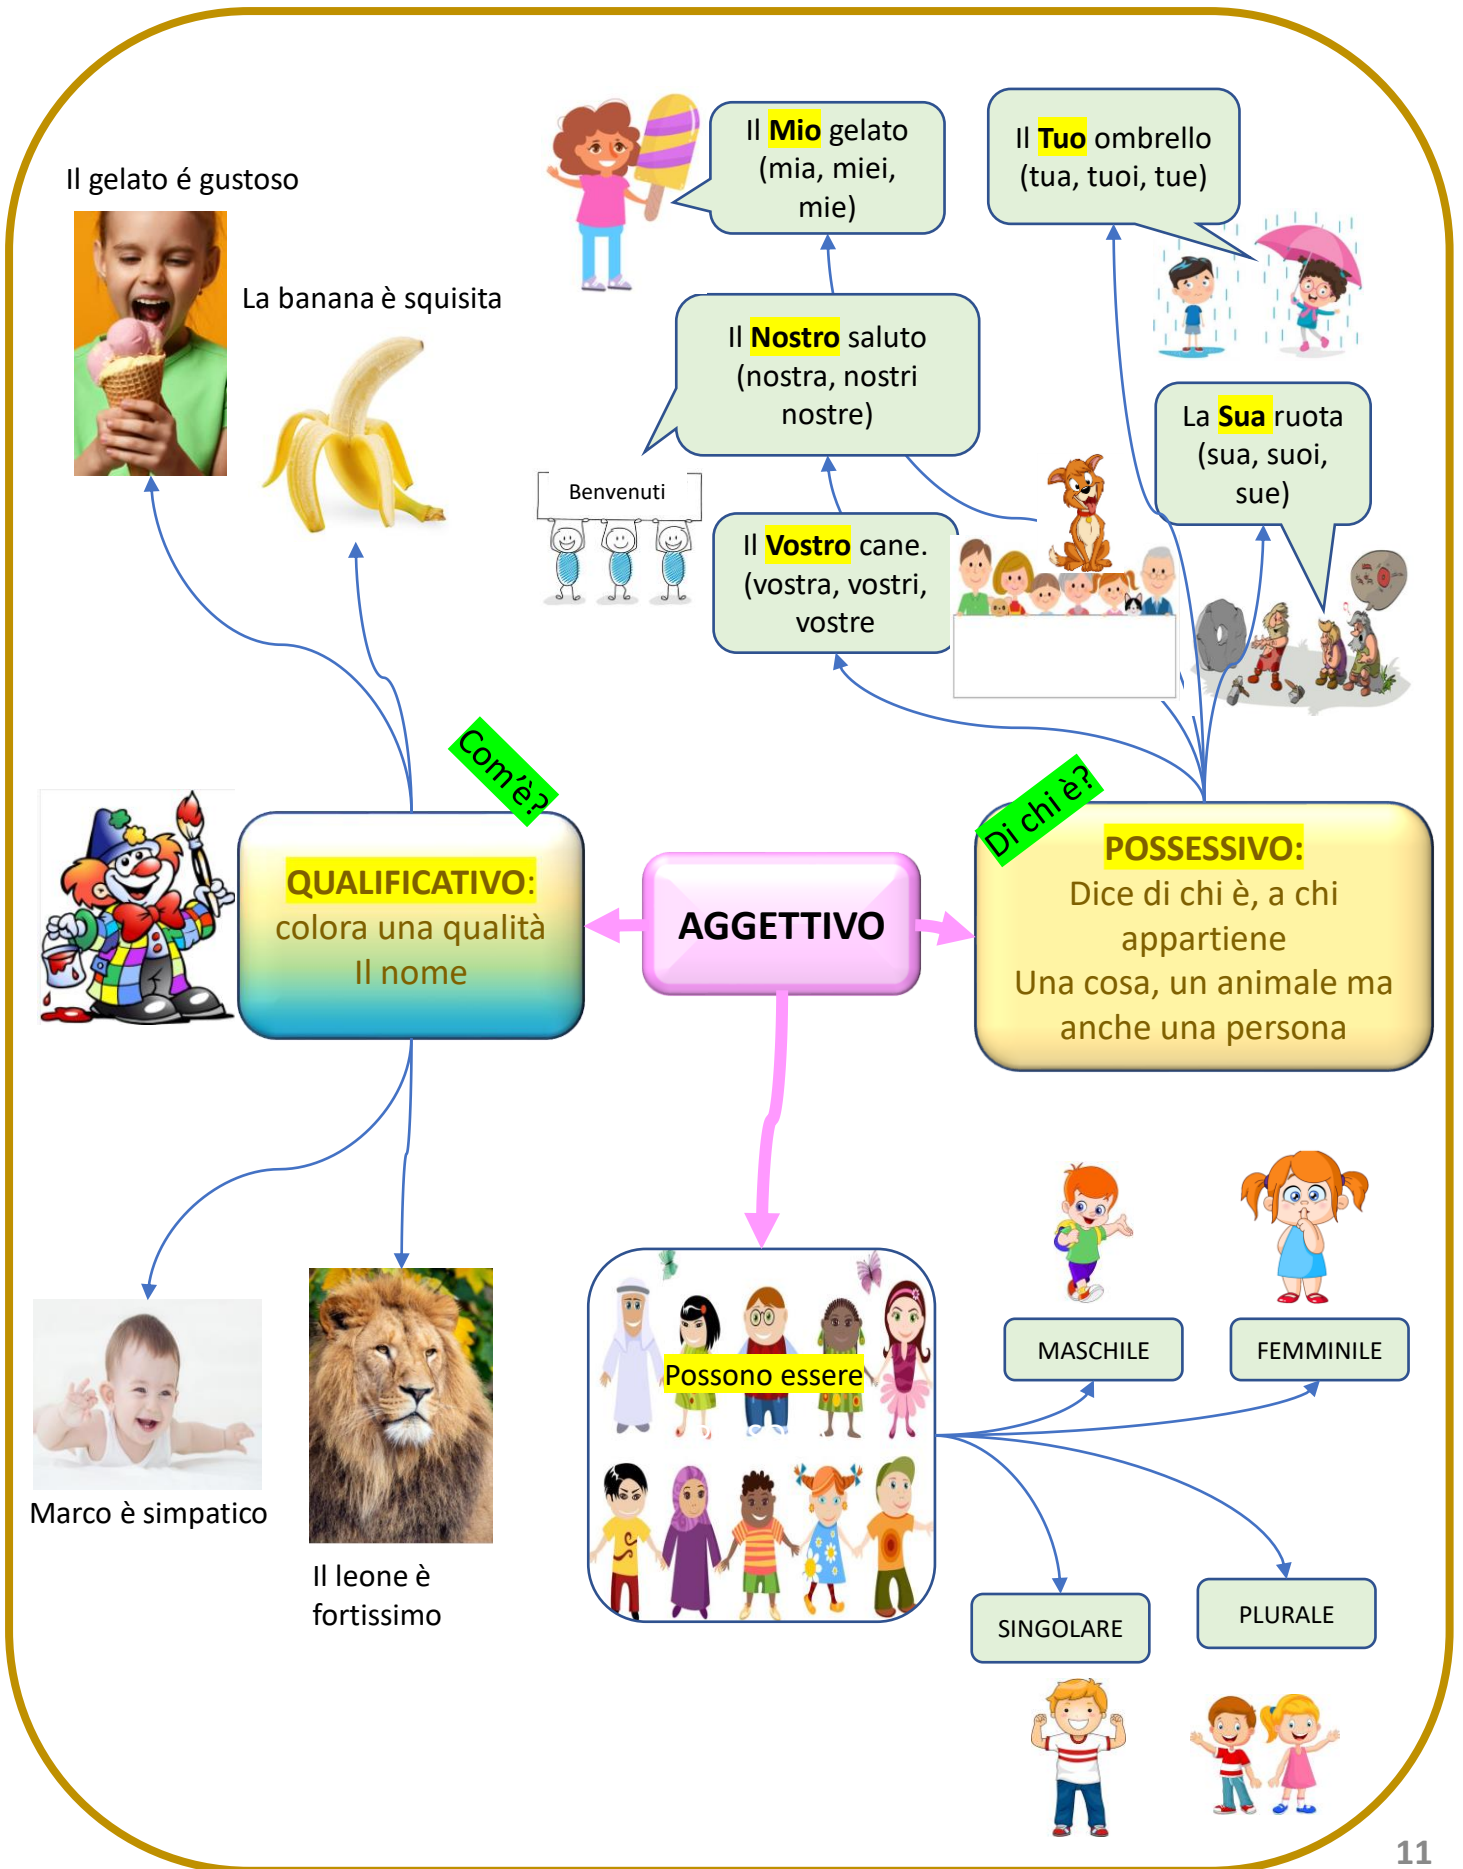 Il gelato é gustoso
La banana è squisita
Il Mio gelato
(mia, miei,
mie)
Il Tuo ombrello
(tua, tuoi, tue)
Il Nostro saluto
(nostra, nostri
nostre)
La Sua ruota
(sua, suoi,
sue)
Benvenuti
Il Vostro cane.
(vostra, vostri,
vostre
Com'è?
Di chi è?
QUALIFICATIVO:
colora una qualità
Il nome
AGGETTIVO
POSSESSIVO:
Dice di chi è, a chi
appartiene
Una cosa, un animale ma
anche una persona
Marco è simpatico
Il leone è
fortissimo
Possono essere
MASCHILE
FEMMINILE
SINGOLARE
PLURALE
11